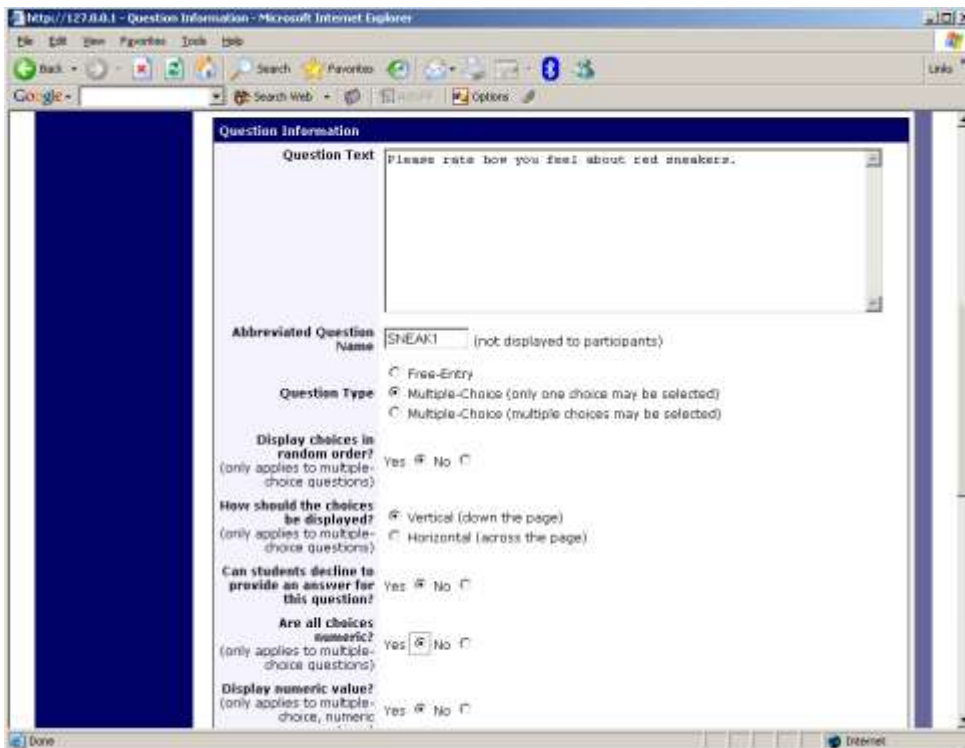 http://127.0.0.1 - Question Information - Microsoft Internet Explorer
File Edit View Favorites Tools Help
Back Search Favorites Links
Google Search Web Options
Question Information
Question Text Please rate how you feel about red sneakers.
Abbreviated Question Name SNEAK1 (not displayed to participants)
Free-Entry
Question Type Multiple-Choice (only one choice may be selected)
Multiple-Choice (multiple choices may be selected)
Display choices in
random order?
(only applies to multiple-
choice questions)
Yes No
How should the choices
be displayed?
(only applies to multiple-
choice questions)
Vertical (down the page)
Horizontal (across the page)
Can students decline to
provide an answer for
this question?
Yes No
Are all choices
numeric?
(only applies to multiple-
choice questions)
Yes No
Display numeric value?
(only applies to multiple-
choice, numeric
Yes No
Done Internet